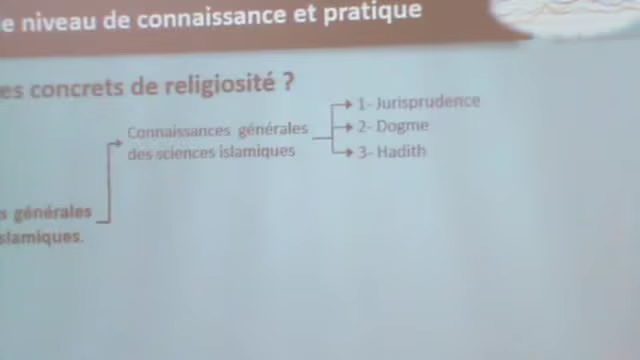 e niveau de connaissance et pratique
es concrets de religiosité ?
Connaissances générales
des sciences islamiques
1- Jurisprudence
2- Dogme
3- Hadith
s générales
slamiques.